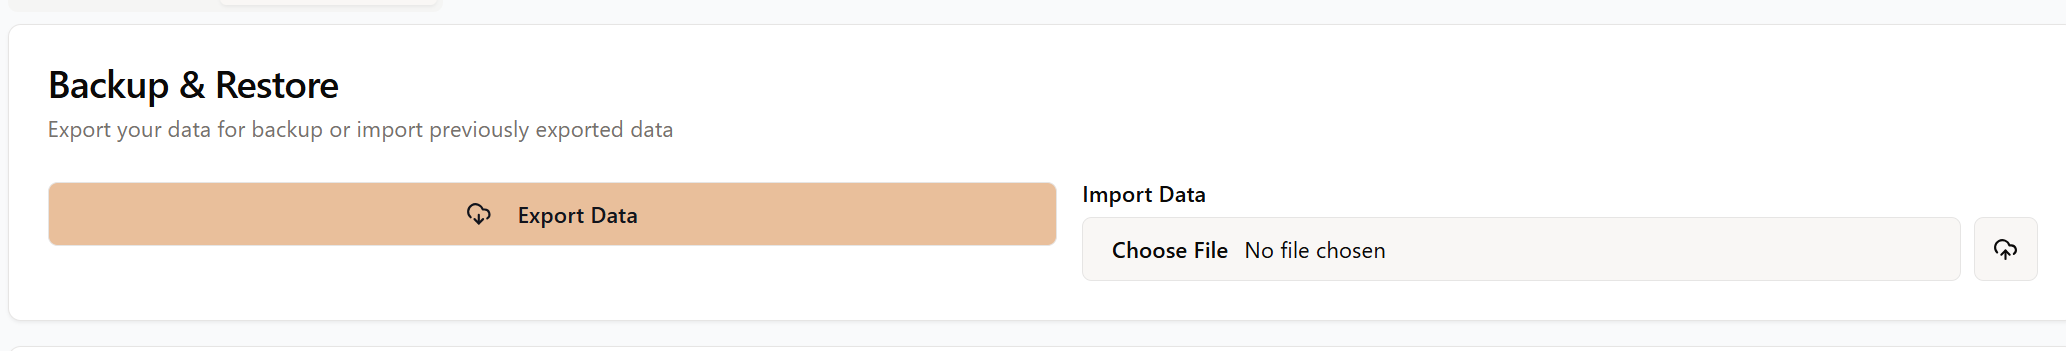 Backup & Restore
Export your data for backup or import previously exported data
Export Data
Import Data
Choose File No file chosen